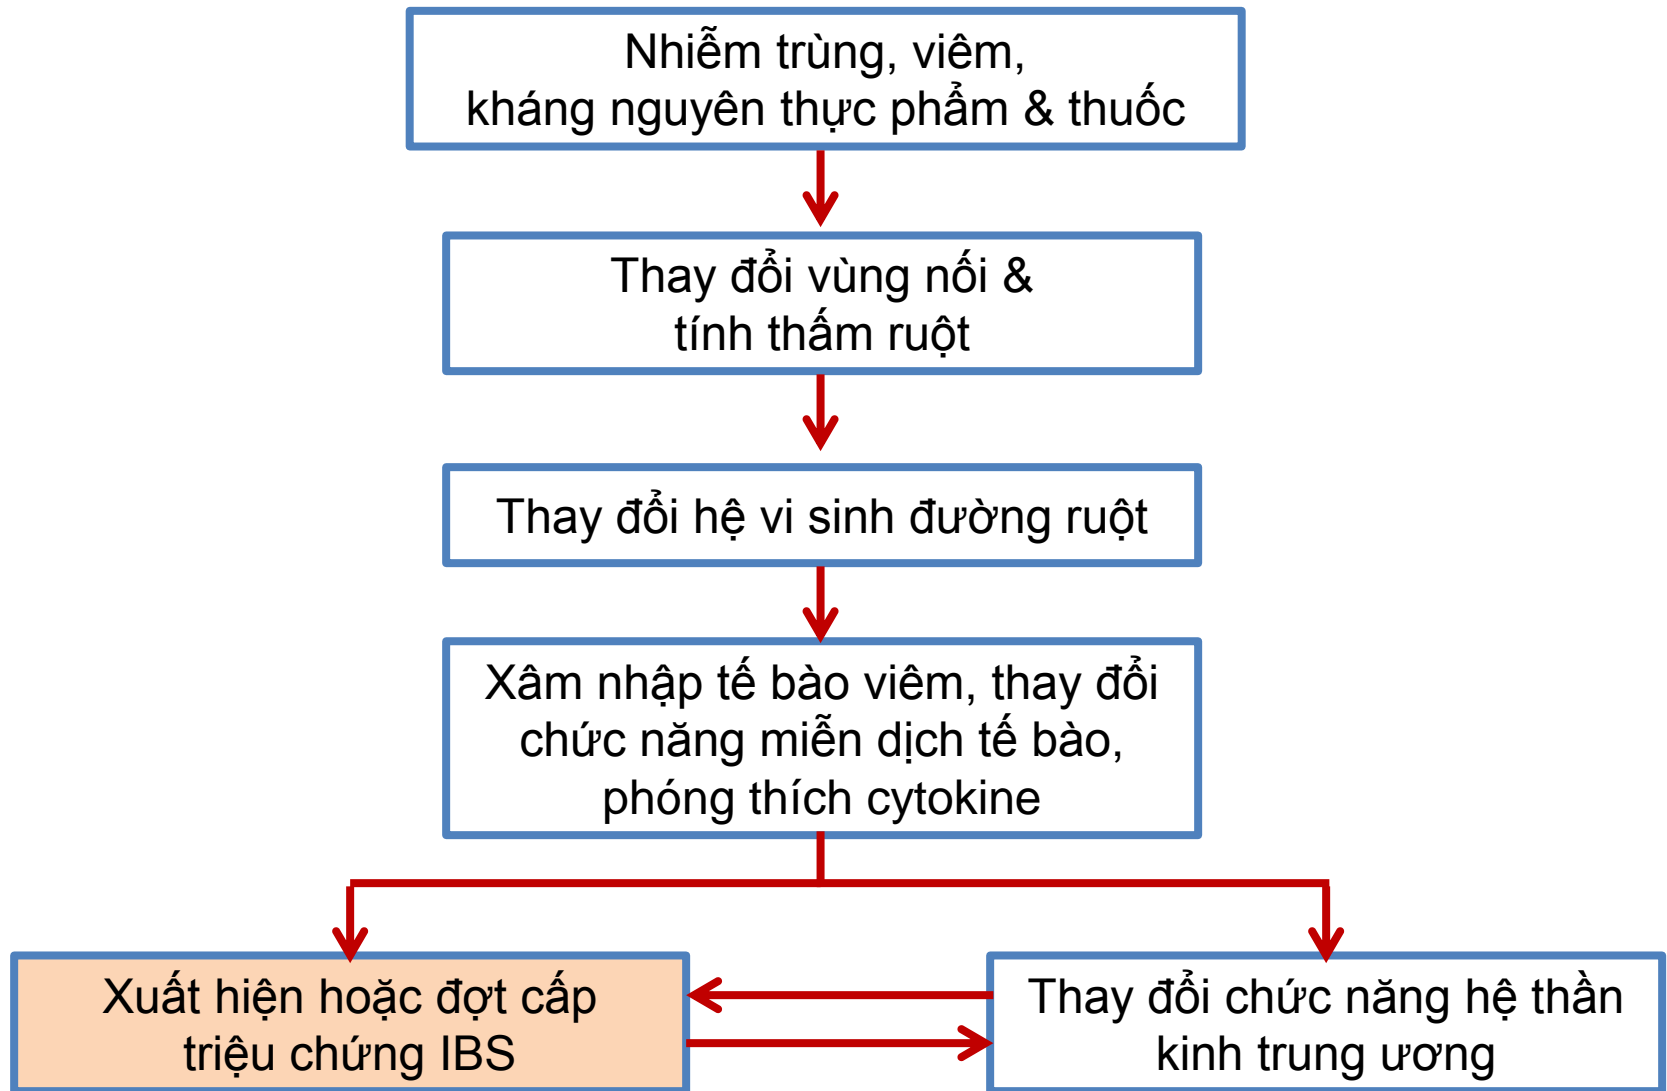 Nhiễm trùng, viêm,
kháng nguyên thực phẩm & thuốc
Thay đổi vùng nối &
tính thấm ruột
Thay đổi hệ vi sinh đường ruột
Xâm nhập tế bào viêm, thay đổi
chức năng miễn dịch tế bào,
phóng thích cytokine
Xuất hiện hoặc đợt cấp
triệu chứng IBS
Thay đổi chức năng hệ thần
kinh trung ương